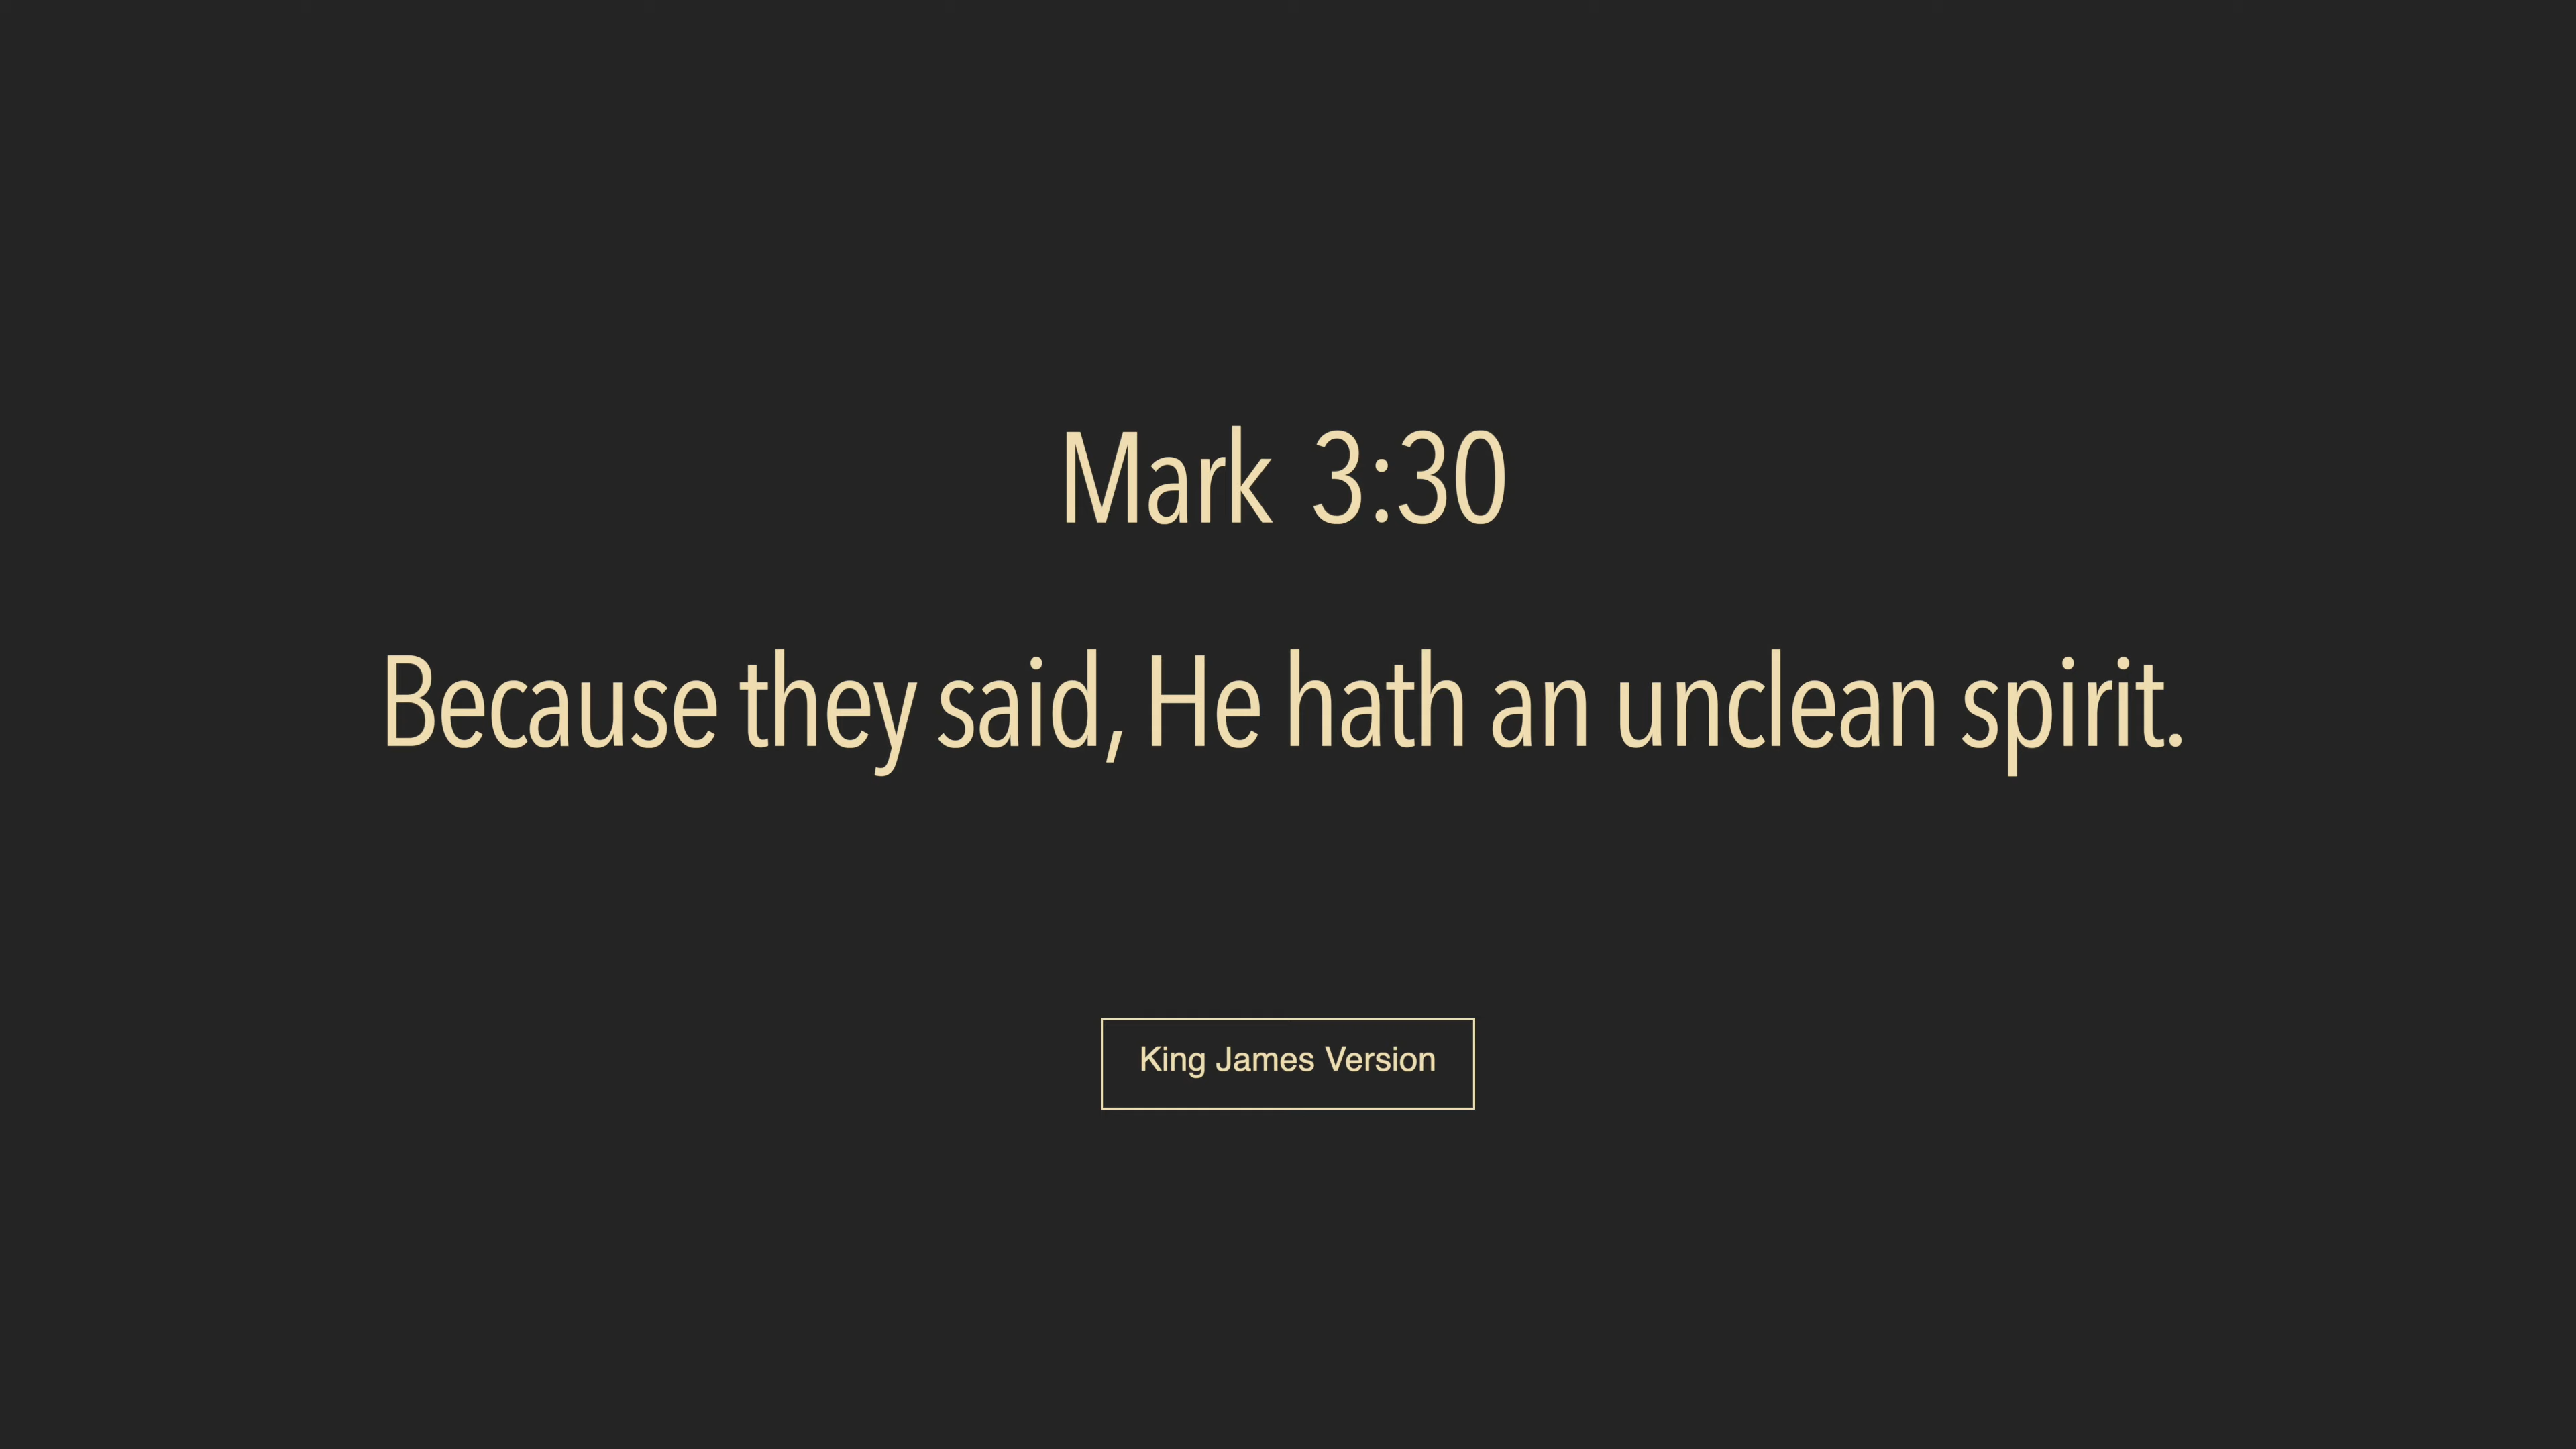 Mark 3:30
Because they said, He hath an unclean spirit.
King James Version